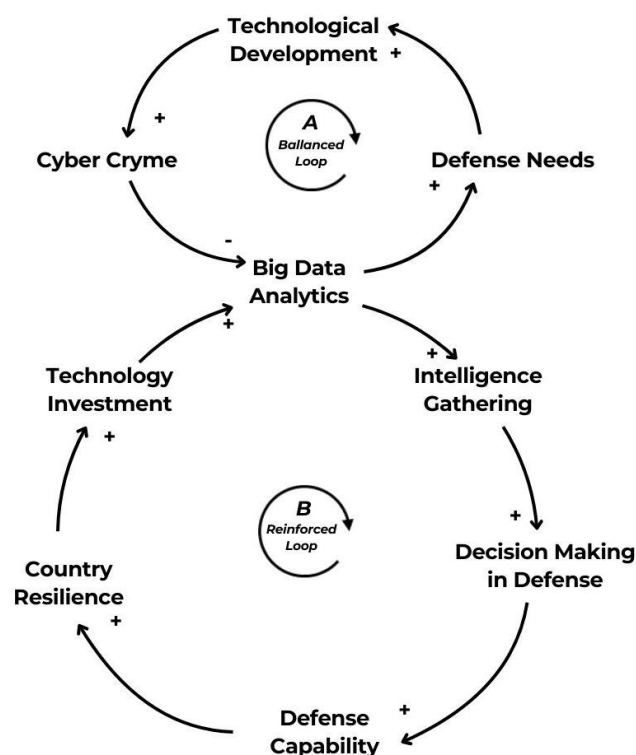 Technological
Development
+
+
A
Ballanced
Loop
Cyber Cryme
Defense Needs
+
-
Big Data
Analytics
+
+
Technology
Investment
Intelligence
Gathering
+
B
Reinforced
Loop
+
Decision Making
in Defense
Country
Resilience
+
+
Defense
Capability